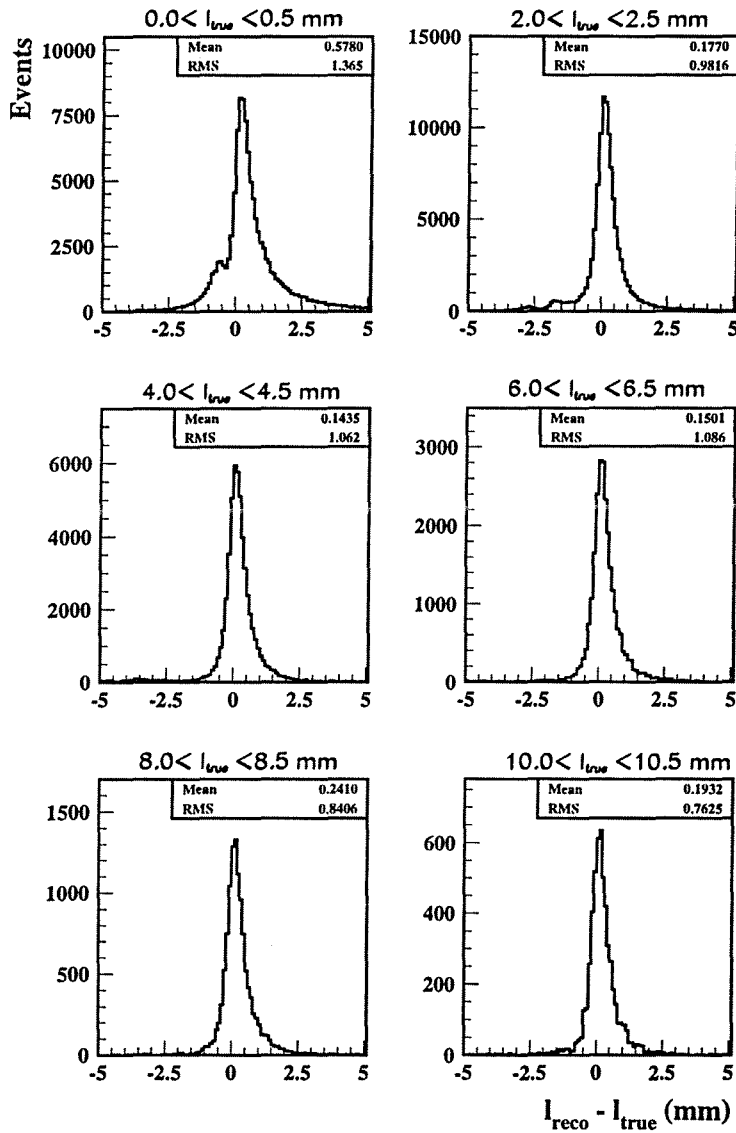 0.0< l_true <0.5 mm
Mean 0.5780
RMS 1.365
Events
10000
7500
5000
2500
0
-5 -2.5 0 2.5 5
2.0< l_true <2.5 mm
Mean 0.1770
RMS 0.9816
15000
10000
5000
0
-5 -2.5 0 2.5 5
4.0< l_true <4.5 mm
Mean 0.1435
RMS 1.062
6000
4000
2000
0
-5 -2.5 0 2.5 5
6.0< l_true <6.5 mm
Mean 0.1501
RMS 1.086
3000
2000
1000
0
-5 -2.5 0 2.5 5
8.0< l_true <8.5 mm
Mean 0.2410
RMS 0.8406
1500
1000
500
0
-5 -2.5 0 2.5 5
10.0< l_true <10.5 mm
Mean 0.1932
RMS 0.7625
600
400
200
0
-5 -2.5 0 2.5 5
l_reco - l_true (mm)